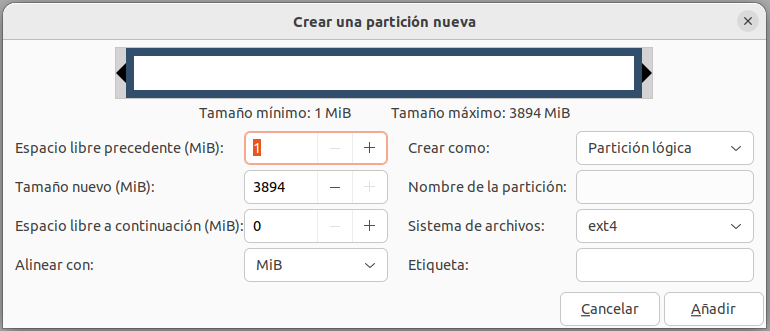 Crear una partición nueva
Tamaño mínimo: 1 MiB Tamaño máximo: 3894 MiB
Espacio libre precedente (MiB): 1 Crear como: Partición lógica
Tamaño nuevo (MiB): 3894 Nombre de la partición:
Espacio libre a continuación (MiB): 0 Sistema de archivos: ext4
Alinear con: MiB Etiqueta:
Cancelar Añadir